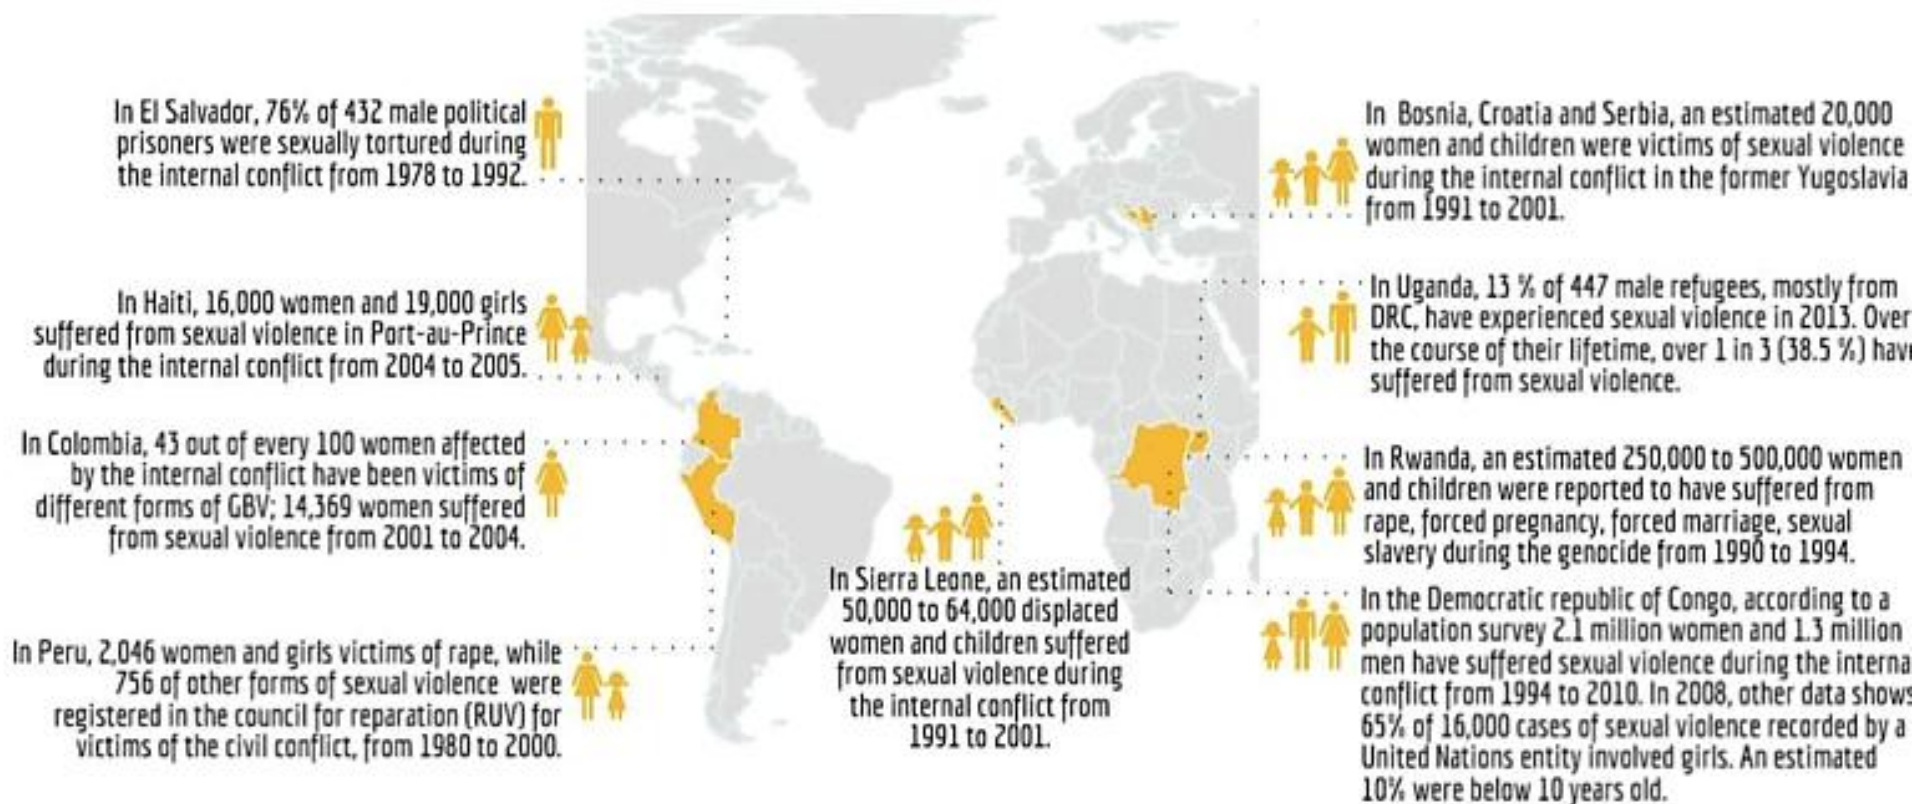 In El Salvador, 76% of 432 male political
prisoners were sexually tortured during
the internal conflict from 1978 to 1992.
In Haiti, 16,000 women and 19,000 girls
suffered from sexual violence in Port-au-Prince
during the internal conflict from 2004 to 2005.
In Colombia, 43 out of every 100 women affected
by the internal conflict have been victims of
different forms of GBV; 14,369 women suffered
from sexual violence from 2001 to 2004.
In Peru, 2,046 women and girls victims of rape, while
756 of other forms of sexual violence were
registered in the council for reparation (RUV) for
victims of the civil conflict, from 1980 to 2000.
In Sierra Leone, an estimated
50,000 to 64,000 displaced
women and children suffered
from sexual violence during
the internal conflict from
1991 to 2001.
In Bosnia, Croatia and Serbia, an estimated 20,000
women and children were victims of sexual violence
during the internal conflict in the former Yugoslavia
from 1991 to 2001.
In Uganda, 13 % of 447 male refugees, mostly from
DRC, have experienced sexual violence in 2013. Over
the course of their lifetime, over 1 in 3 (38.5 %) have
suffered from sexual violence.
In Rwanda, an estimated 250,000 to 500,000 women
and children were reported to have suffered from
rape, forced pregnancy, forced marriage, sexual
slavery during the genocide from 1990 to 1994.
In the Democratic republic of Congo, according to a
population survey 2.1 million women and 1.3 million
men have suffered sexual violence during the interna
conflict from 1994 to 2010. In 2008, other data shows
65% of 16,000 cases of sexual violence recorded by a
United Nations entity involved girls. An estimated
10% were below 10 years old.